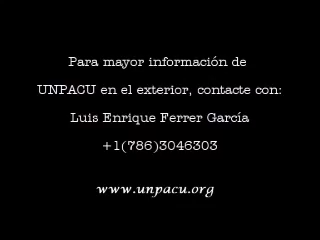 Para mayor información de
UNPACU en el exterior, contacte con:
Luis Enrique Ferrer García
+1(786)3046303
www.unpacu.org